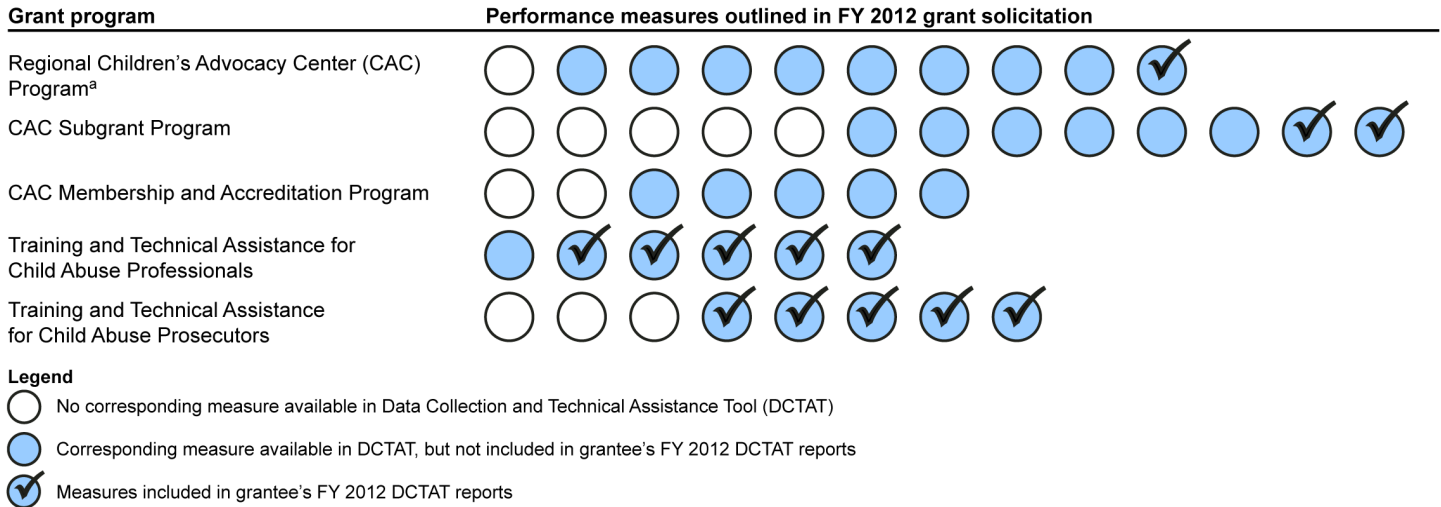 Grant program
Performance measures outlined in FY 2012 grant solicitation
Regional Children’s Advocacy Center (CAC)
Programᵃ
CAC Subgrant Program
CAC Membership and Accreditation Program
Training and Technical Assistance for
Child Abuse Professionals
Training and Technical Assistance
for Child Abuse Prosecutors
Legend
No corresponding measure available in Data Collection and Technical Assistance Tool (DCTAT)
Corresponding measure available in DCTAT, but not included in grantee’s FY 2012 DCTAT reports
Measures included in grantee’s FY 2012 DCTAT reports